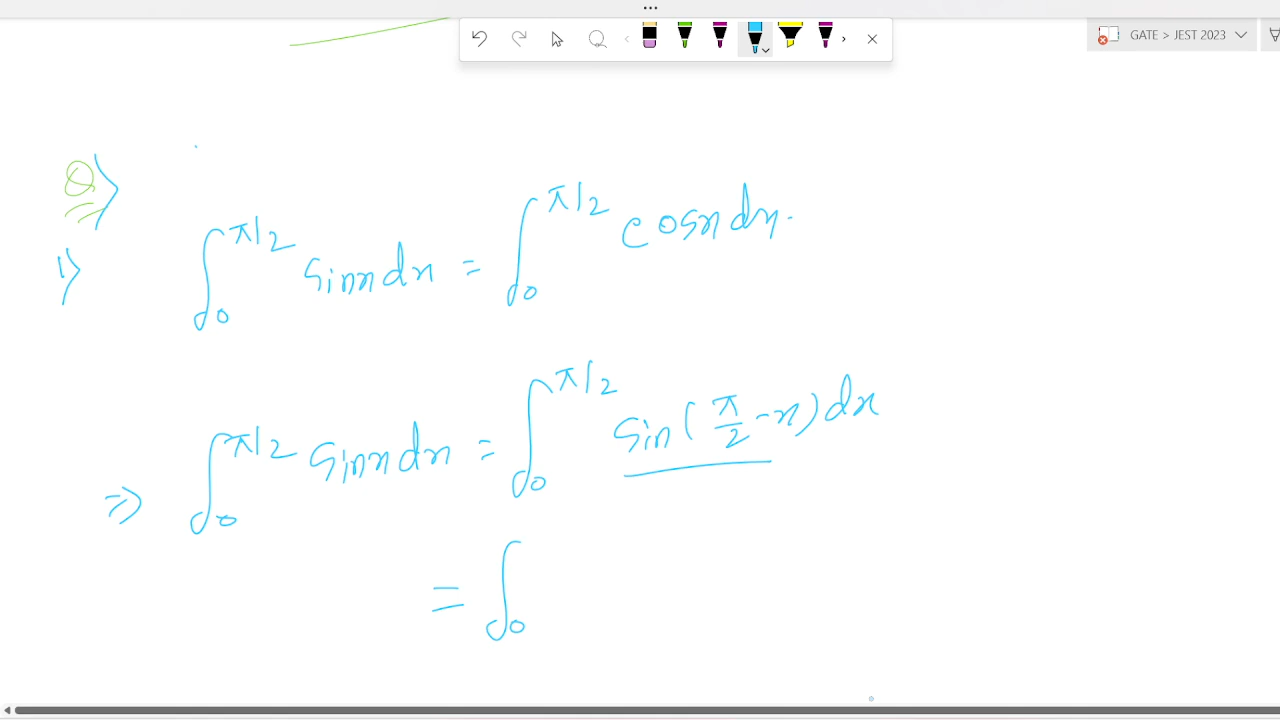 GATE > JEST 2023
Q)
1) ∫₀^π/2 sinx dx = ∫₀^π/2 cosx dx.
⇒ ∫₀^π/2 sinx dx = ∫₀^π/2 sin(π/2 - x) dx
= ∫₀